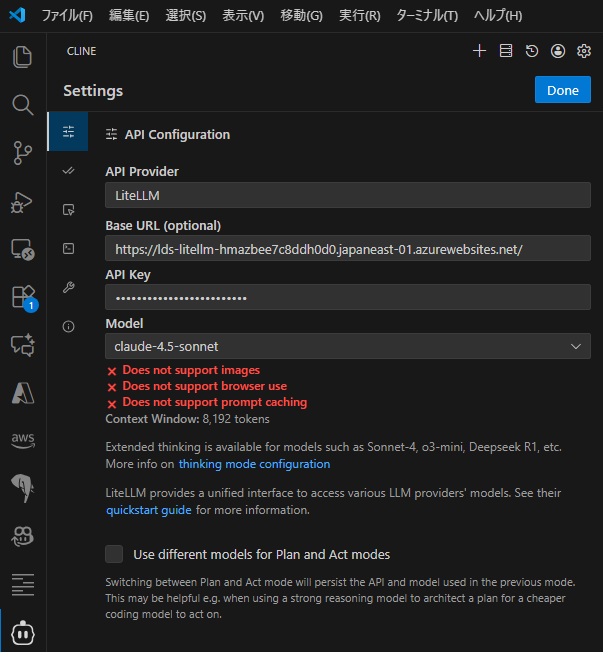 ファイル(F) 編集(E) 選択(S) 表示(V) 移動(G) 実行(R) ターミナル(T) ヘルプ(H)
CLINE
Settings
Done
API Configuration
API Provider
LiteLLM
Base URL (optional)
https://lds-litellm-hmazbee7c8ddh0d0.japaneast-01.azurewebsites.net/
API Key
•••••••••••••••••••••••••
Model
claude-4.5-sonnet
Does not support images
Does not support browser use
Does not support prompt caching
Context Window: 8,192 tokens
Extended thinking is available for models such as Sonnet-4, o3-mini, Deepseek R1, etc.
More info on thinking mode configuration
LiteLLM provides a unified interface to access various LLM providers' models. See their
quickstart guide for more information.
Use different models for Plan and Act modes
Switching between Plan and Act mode will persist the API and model used in the previous mode.
This may be helpful e.g. when using a strong reasoning model to architect a plan for a cheaper
coding model to act on.
1
aws